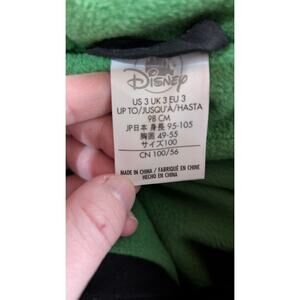 Disney
US 3 UK 3 EU 3
UP TO/JUSQU'À/HASTA
98 CM
JP日本 身長 95-105
胸囲 49-55
サイズ100
CN 100/56
MADE IN CHINA / FABRIQUÉ EN CHINE
HECHO EN CHINA